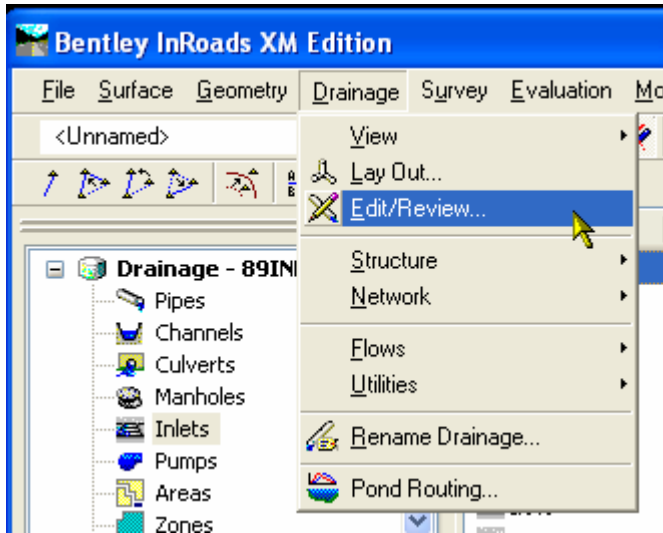 Bentley InRoads XM Edition
File Surface Geometry Drainage Survey Evaluation
<Unnamed>
View
Lay Out...
Edit/Review...
Structure
Network
Flows
Utilities
Rename Drainage...
Pond Routing...
Drainage - 89IN
Pipes
Channels
Culverts
Manholes
Inlets
Pumps
Areas
Zones